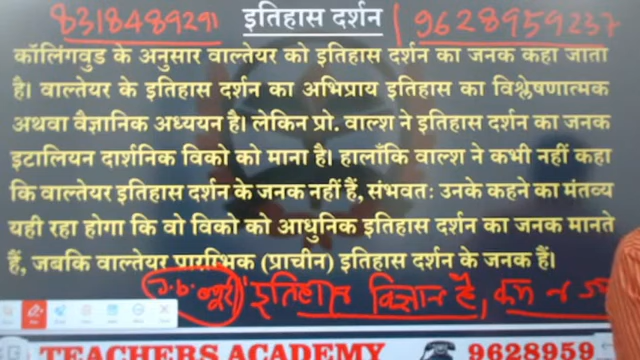 8318489291 इतिहास दर्शन 9628959237
कॉलिंगवुड के अनुसार वाल्तेयर को इतिहास दर्शन का जनक कहा जाता
है। वाल्तेयर के इतिहास दर्शन का अभिप्राय इतिहास का विश्लेषणात्मक
अथवा वैज्ञानिक अध्ययन है। लेकिन प्रो. वाल्श ने इतिहास दर्शन का जनक
इटालियन दार्शनिक विको को माना है। हालाँकि वाल्श ने कभी नहीं कहा
कि वाल्तेयर इतिहास दर्शन के जनक नहीं हैं, संभवतः उनके कहने का मंतव्य
यही रहा होगा कि वो विको को आधुनिक इतिहास दर्शन का जनक मानते
हैं, जबकि वाल्तेयर प्रारम्भिक (प्राचीन) इतिहास दर्शन के जनक हैं।
इतिहास विज्ञान है, कम न
TEACHERS ACADEMY 9628959